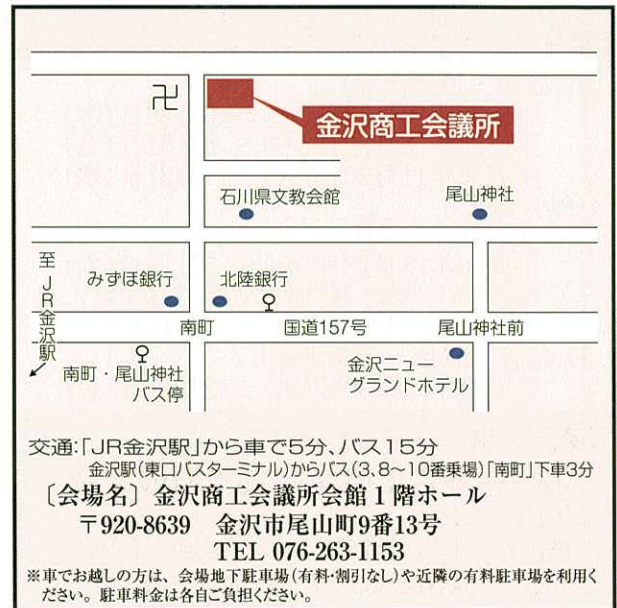 卍
金沢商工会議所
石川県文教会館
尾山神社
至JR金沢駅
みずほ銀行
北陸銀行
南町
国道157号
尾山神社前
南町・尾山神社
バス停
金沢ニュー
グランドホテル
交通:「JR金沢駅」から車で5分、バス15分
金沢駅(東口バスターミナル)からバス(3、8〜10番乗場)「南町」下車3分
〔会場名〕金沢商工会議所会館1階ホール
〒920-8639 金沢市尾山町9番13号
TEL 076-263-1153
※車でお越しの方は、会場地下駐車場(有料・割引なし)や近隣の有料駐車場を利用く
ださい。駐車料金は各自ご負担ください。